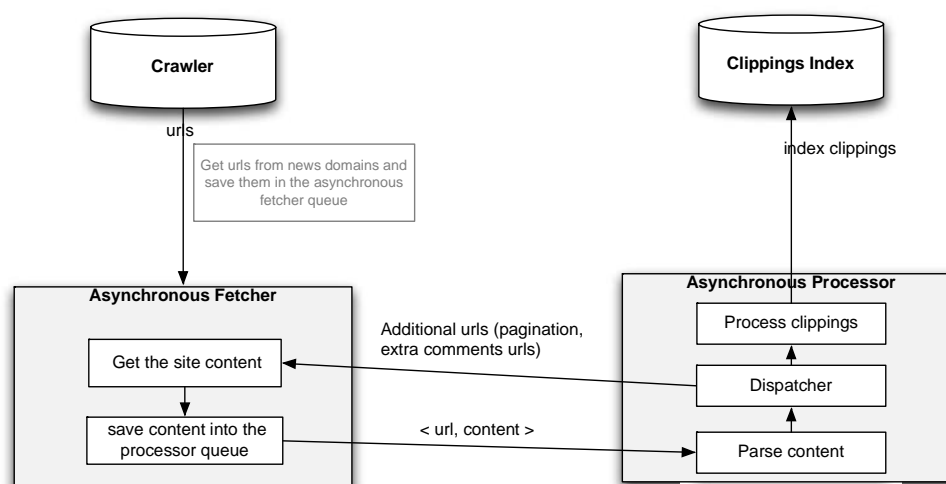 Crawler
Clippings Index
urls
Get urls from news domains and
save them in the asynchronous
fetcher queue
index clippings
Asynchronous Fetcher
Asynchronous Processor
Process clippings
Additional urls (pagination,
extra comments urls)
Get the site content
Dispatcher
save content into the
processor queue
< url, content >
Parse content